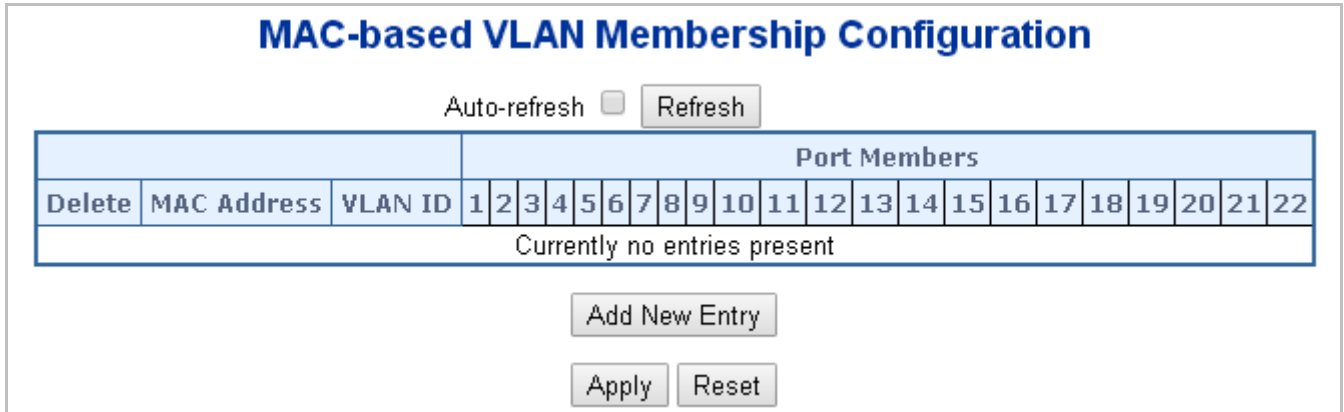 MAC-based VLAN Membership Configuration
Auto-refresh Refresh
Port Members
Delete MAC Address VLAN ID 1 2 3 4 5 6 7 8 9 10 11 12 13 14 15 16 17 18 19 20 21 22
Currently no entries present
Add New Entry
Apply Reset